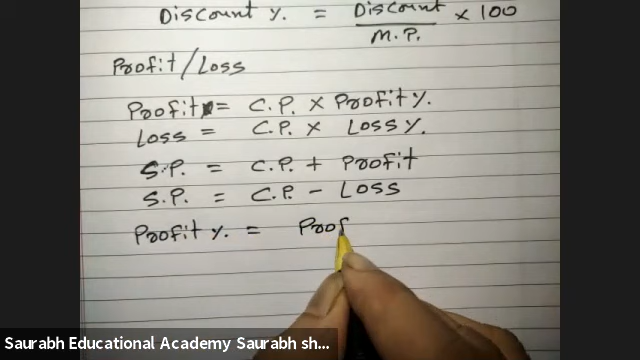 Discount %. = Discount / M.P. × 100
Profit/Loss
Profit = C.P. × Profit %.
Loss = C.P. × Loss %.
S.P. = C.P. + Profit
S.P. = C.P. - Loss
Profit %. = Prof
Saurabh Educational Academy Saurabh sh...